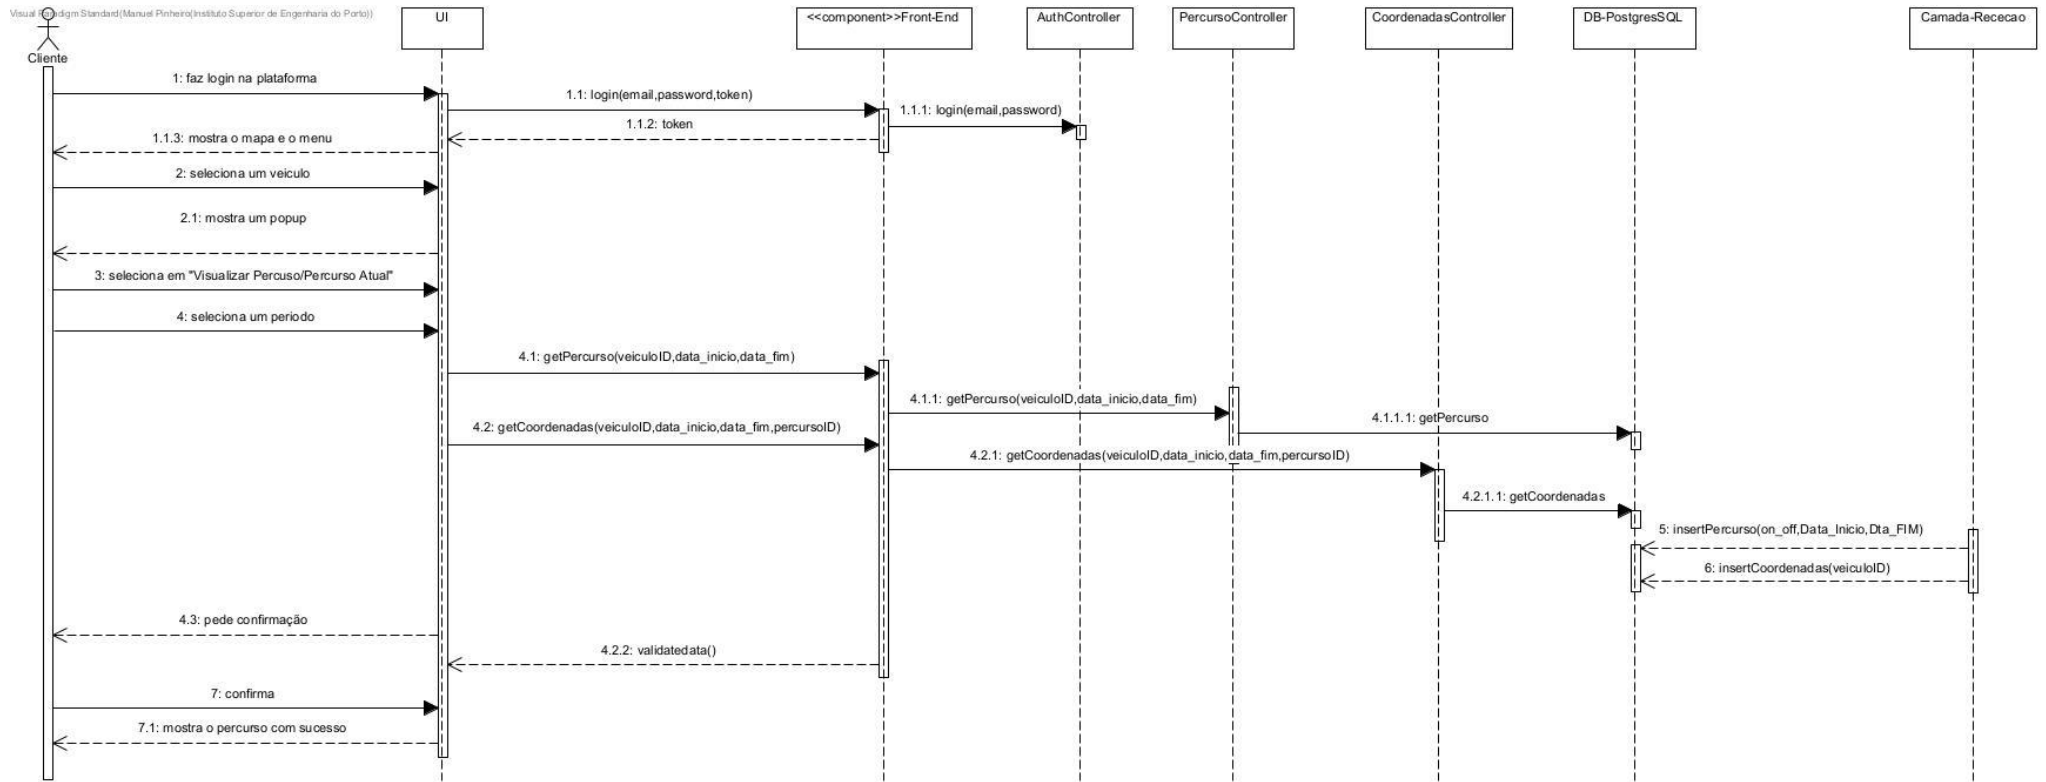 Visual Paradigm Standard(Manuel Pinheiro(Instituto Superior de Engenharia do Porto))
Cliente
UI
<<component>>Front-End
AuthController
PercursoController
CoordenadasController
DB-PostgresSQL
Camada-Rececao
1: faz login na plataforma
1.1: login(email,password,token)
1.1.1: login(email,password)
1.1.2: token
1.1.3: mostra o mapa e o menu
2: seleciona um veiculo
2.1: mostra um popup
3: seleciona em "Visualizar Percuso/Percurso Atual"
4: seleciona um periodo
4.1: getPercurso(veiculoID,data_inicio,data_fim)
4.1.1: getPercurso(veiculoID,data_inicio,data_fim)
4.1.1.1: getPercurso
4.2: getCoordenadas(veiculoID,data_inicio,data_fim,percursoID)
4.2.1: getCoordenadas(veiculoID,data_inicio,data_fim,percursoID)
4.2.1.1: getCoordenadas
5: insertPercurso(on_off,Data_Inicio,Dta_FIM)
6: insertCoordenadas(veiculoID)
4.3: pede confirmação
4.2.2: validatedata()
7: confirma
7.1: mostra o percurso com sucesso